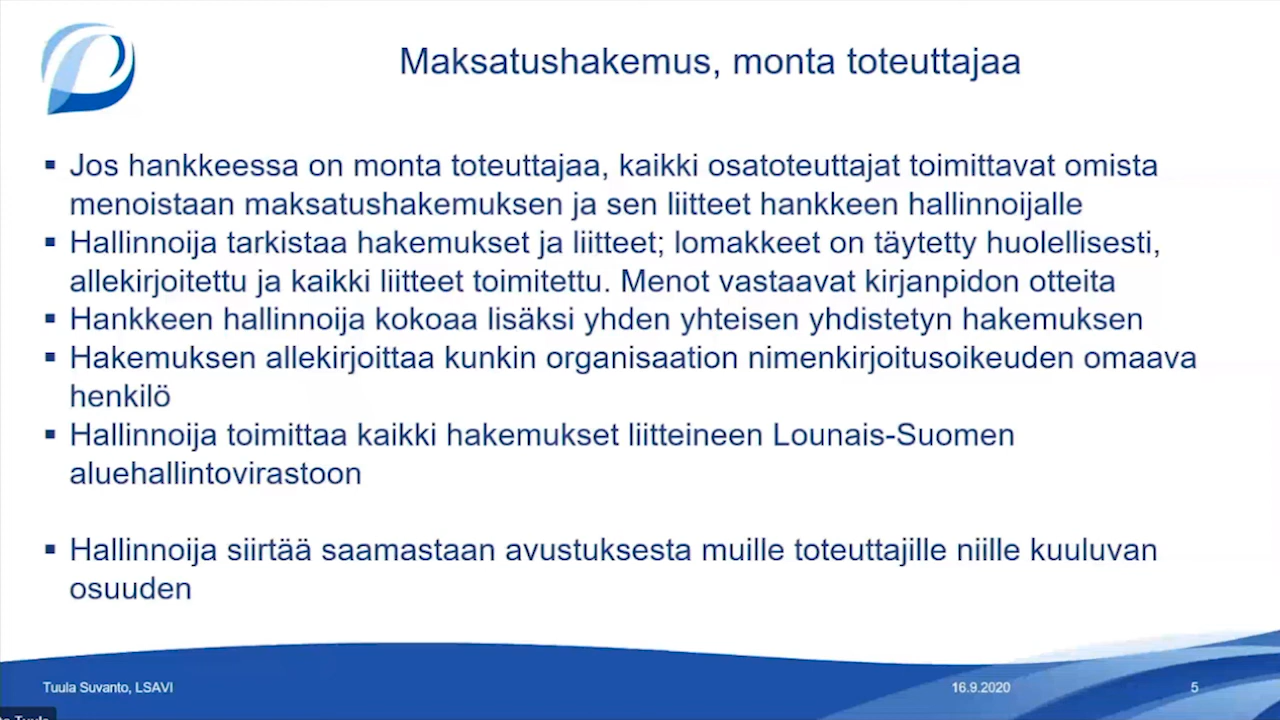 Maksatushakemus, monta toteuttajaa
▪ Jos hankkeessa on monta toteuttajaa, kaikki osatoteuttajat toimittavat omista
menoistaan maksatushakemuksen ja sen liitteet hankkeen hallinnoijalle
▪ Hallinnoija tarkistaa hakemukset ja liitteet; lomakkeet on täytetty huolellisesti,
allekirjoitettu ja kaikki liitteet toimitettu. Menot vastaavat kirjanpidon otteita
▪ Hankkeen hallinnoija kokoaa lisäksi yhden yhteisen yhdistetyn hakemuksen
▪ Hakemuksen allekirjoittaa kunkin organisaation nimenkirjoitusoikeuden omaava
henkilö
▪ Hallinnoija toimittaa kaikki hakemukset liitteineen Lounais-Suomen
aluehallintovirastoon
▪ Hallinnoija siirtää saamastaan avustuksesta muille toteuttajille niille kuuluvan
osuuden
Tuula Suvanto, LSAVI
16.9.2020
5